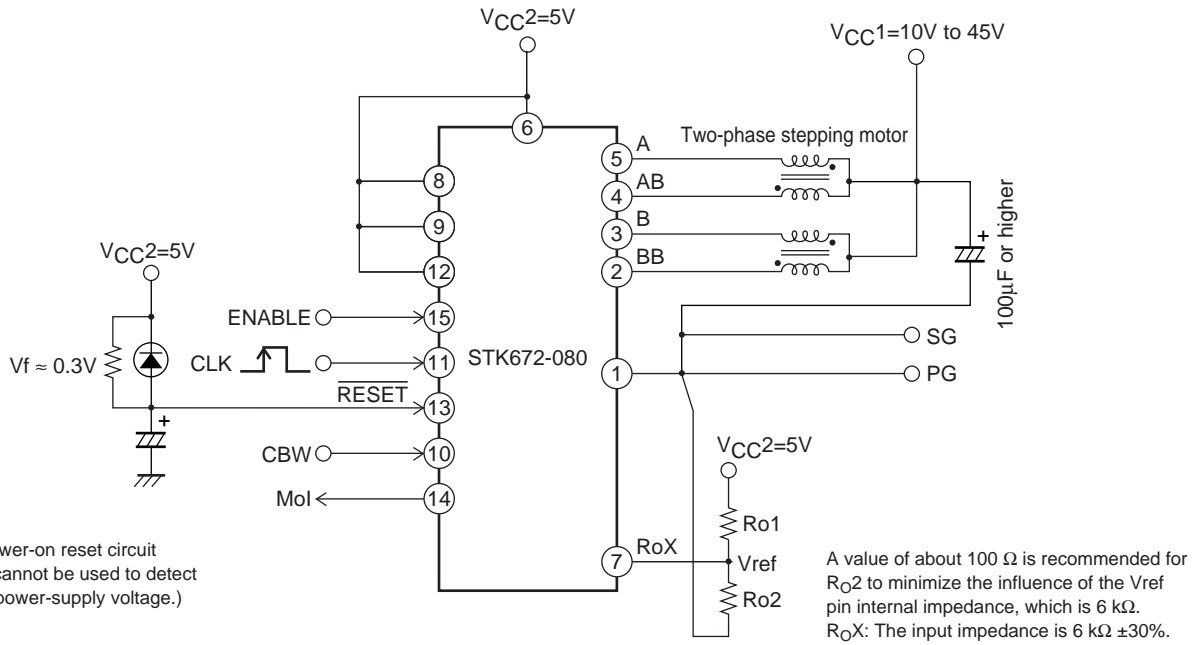 VCC2=5V
VCC1=10V to 45V
6
Two-phase stepping motor
5 A
8
4 AB
9
3 B
VCC2=5V
12
2 BB
+
100µF or higher
ENABLE 15
SG
Vf ≈ 0.3V
CLK 11
STK672-080
1
PG
RESET
13
+
CBW 10
VCC2=5V
MoI 14
Ro1
7 RoX
Vref
Ro2
wer-on reset circuit
cannot be used to detect
power-supply voltage.)
A value of about 100 Ω is recommended for
RO2 to minimize the influence of the Vref
pin internal impedance, which is 6 kΩ.
ROX: The input impedance is 6 kΩ ±30%.